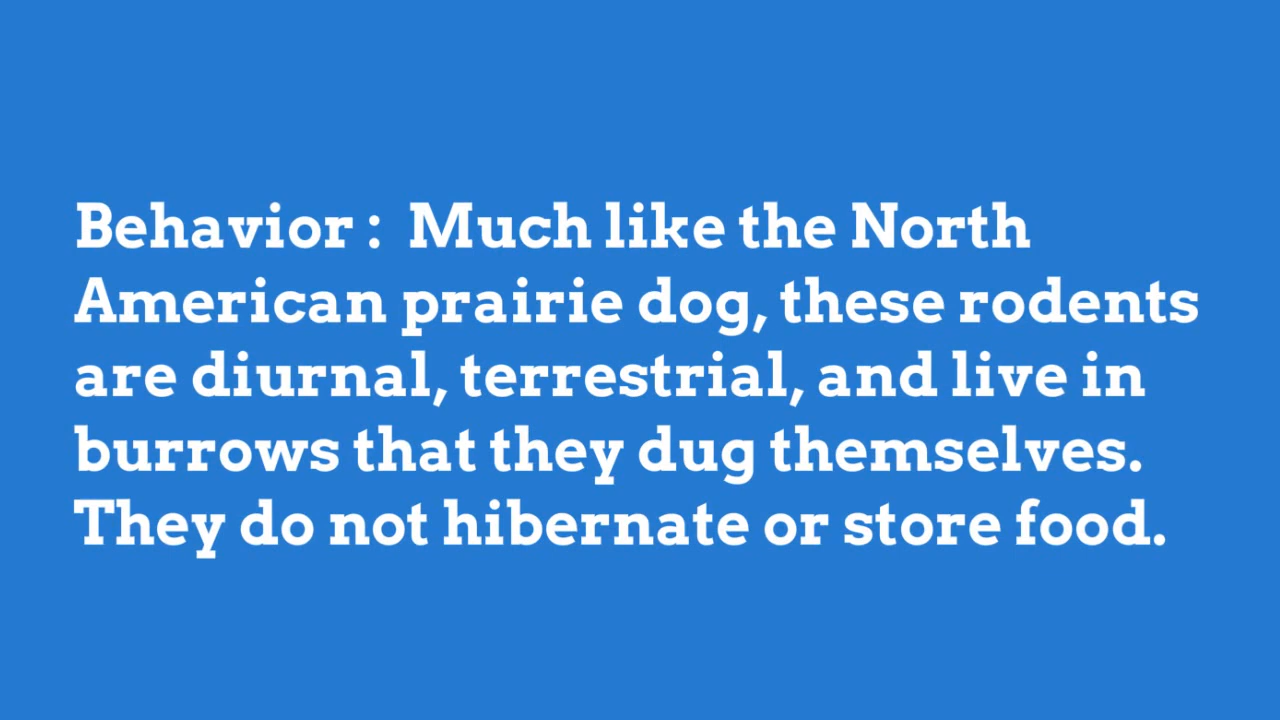 Behavior :  Much like the North
American prairie dog, these rodents
are diurnal, terrestrial, and live in
burrows that they dug themselves.
They do not hibernate or store food.